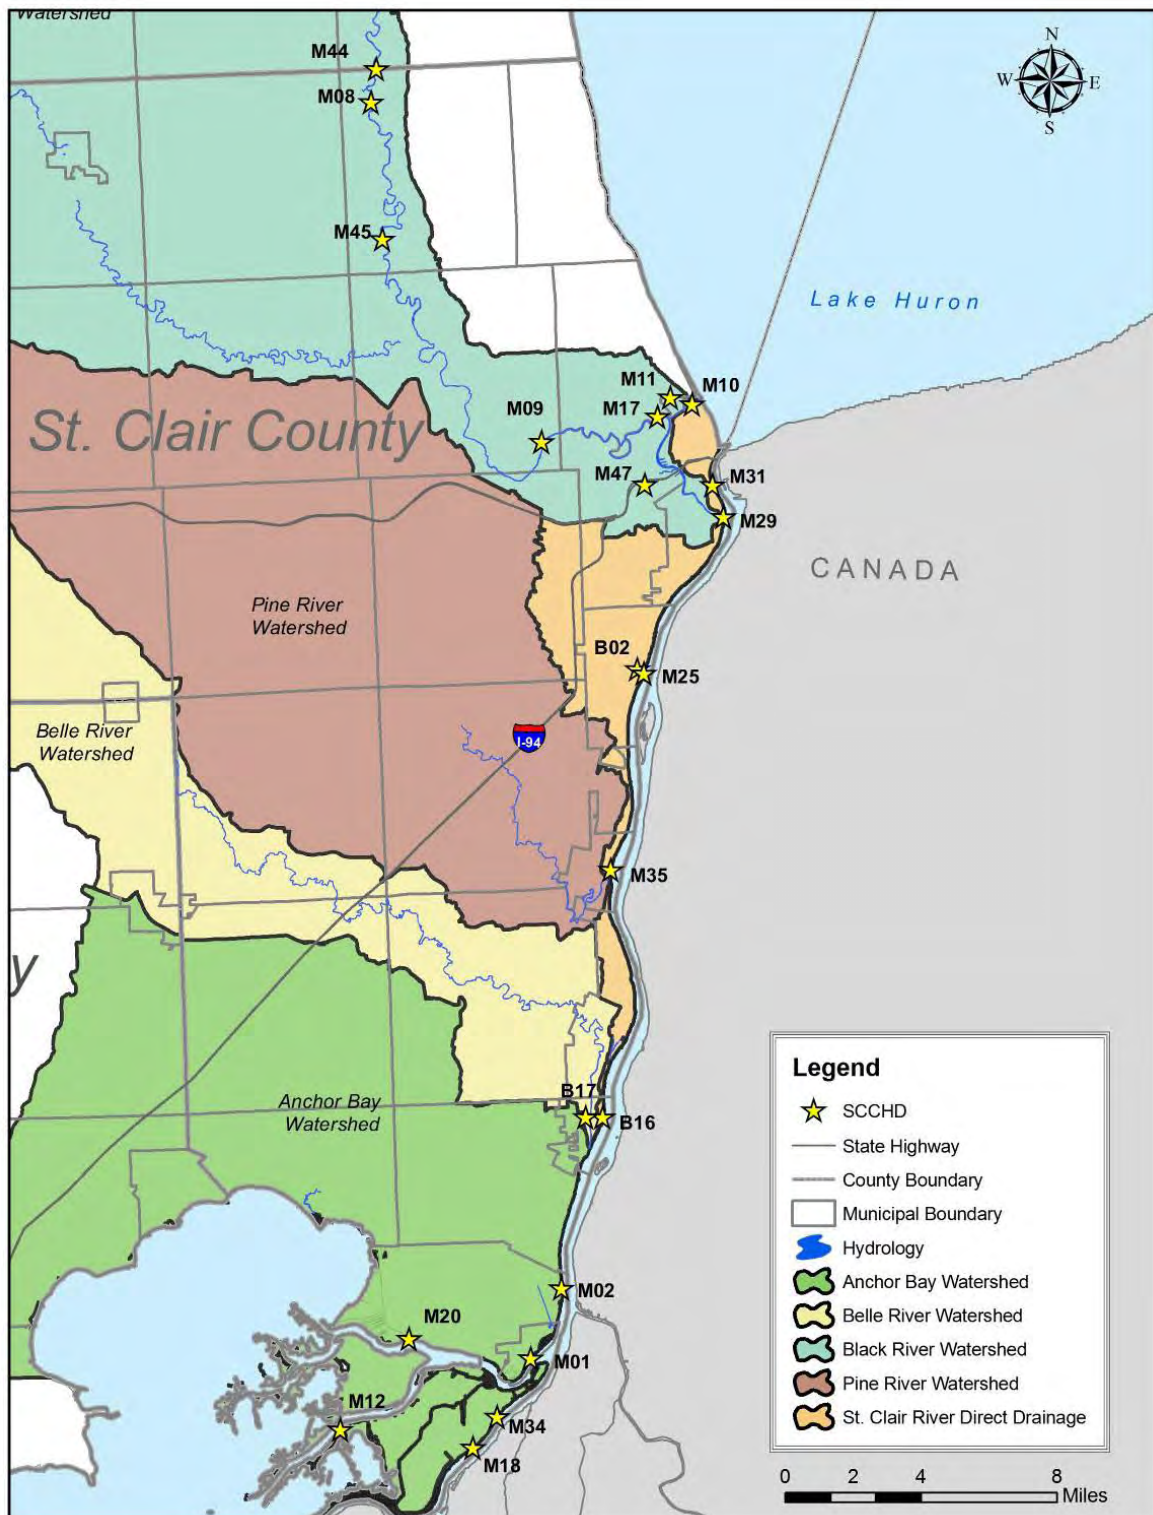 Watershed
M44
N
W
E
S
M08
M45
Lake Huron
M11
M10
M17
M09
St. Clair County
M47
M31
M29
CANADA
Pine River
Watershed
B02
M25
Belle River
Watershed
I-94
M35
y
Legend
SCCHD
State Highway
County Boundary
Municipal Boundary
Hydrology
Anchor Bay Watershed
Belle River Watershed
Black River Watershed
Pine River Watershed
St. Clair River Direct Drainage
B17
B16
Anchor Bay
Watershed
M02
M20
M01
M12
M34
M18
0 2 4 8
Miles